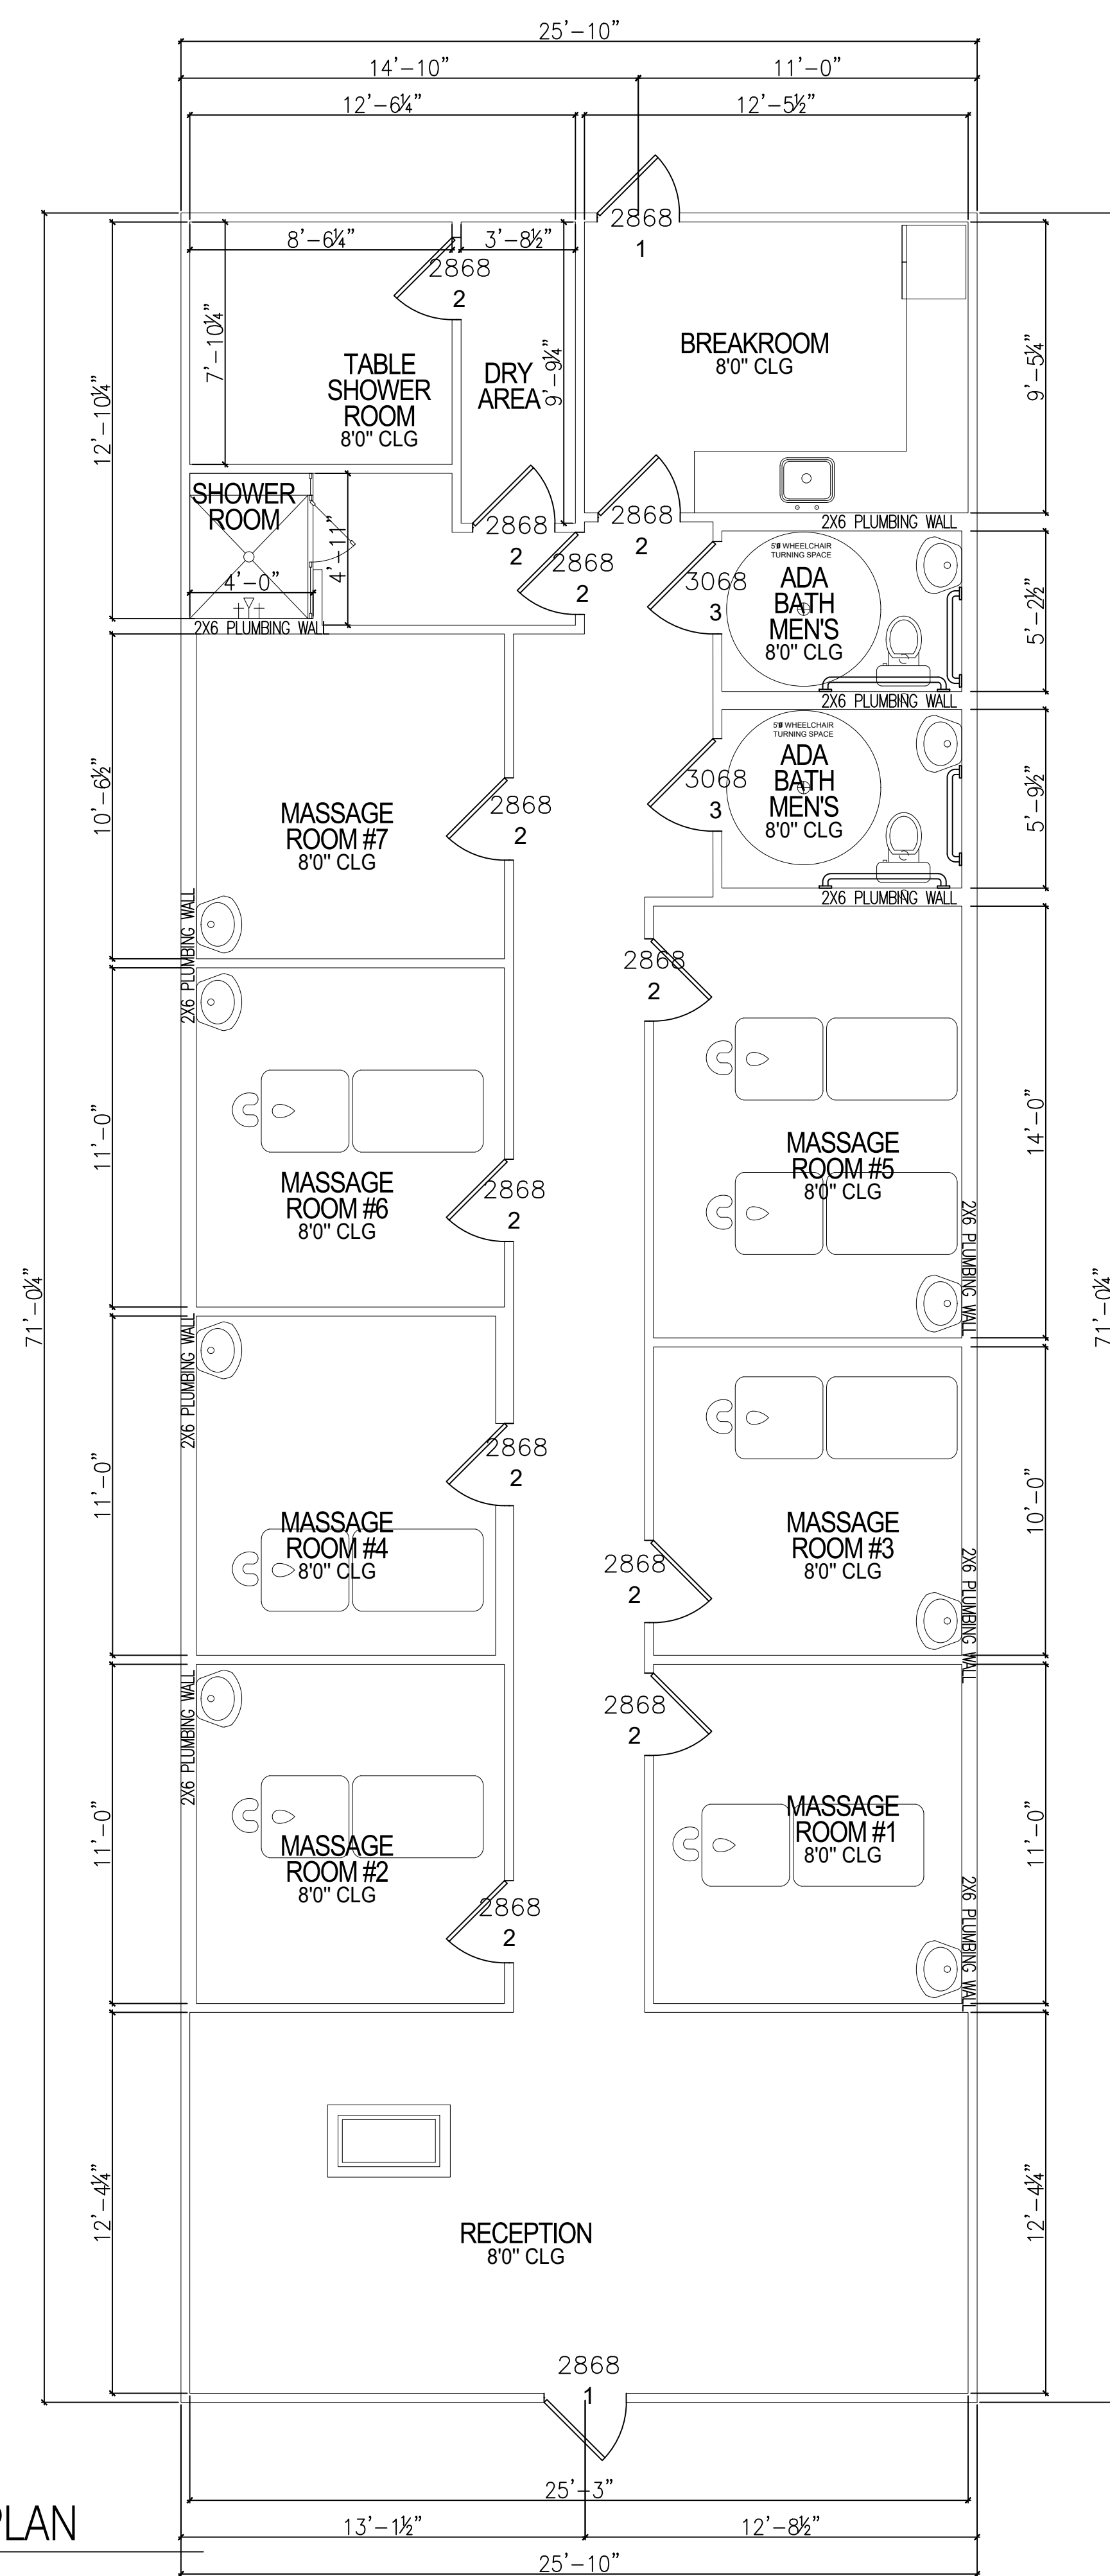 25'-10"
14'-10"
11'-0"
12'-6¼"
12'-5½"
2868
1
8'-6¼"
3'-8½"
2868
2
7'-10¼"
12'-10¼"
TABLE
SHOWER
ROOM
8'0" CLG
DRY
AREA
9'-9¼"
BREAKROOM
8'0" CLG
9'-5¼"
SHOWER
ROOM
4'-0"
4'-11"
2X6 PLUMBING WALL
2868
2
2868
2
2868
2
2X6 PLUMBING WALL
3068
3
5'Ø WHEELCHAIR
TURNING SPACE
ADA
BATH
MEN'S
8'0" CLG
5'-2½"
2X6 PLUMBING WALL
3068
3
5'Ø WHEELCHAIR
TURNING SPACE
ADA
BATH
MEN'S
8'0" CLG
5'-9½"
2X6 PLUMBING WALL
10'-6½"
MASSAGE
ROOM #7
8'0" CLG
2868
2
2X6 PLUMBING WALL
2868
2
11'-0"
MASSAGE
ROOM #6
8'0" CLG
2868
2
MASSAGE
ROOM #5
8'0" CLG
14'-0"
2X6 PLUMBING WALL
71'-0¼"
71'-0¼"
2X6 PLUMBING WALL
11'-0"
2868
2
MASSAGE
ROOM #4
8'0" CLG
2868
2
MASSAGE
ROOM #3
8'0" CLG
10'-0"
2X6 PLUMBING WALL
2X6 PLUMBING WALL
2868
2
11'-0"
MASSAGE
ROOM #2
8'0" CLG
2868
2
MASSAGE
ROOM #1
8'0" CLG
11'-0"
2X6 PLUMBING WALL
12'-4¼"
RECEPTION
8'0" CLG
12'-4¼"
2868
1
25'-3"
13'-1½"
12'-8½"
25'-10"
PLAN